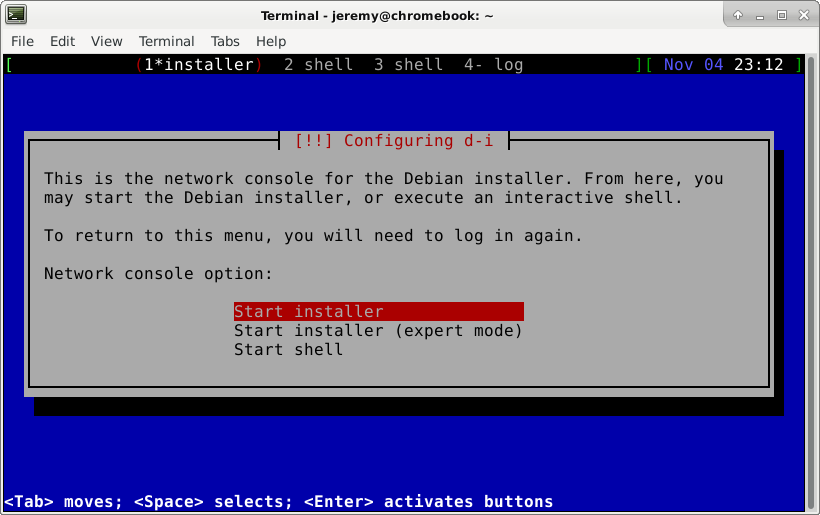 Terminal - jeremy@chromebook: ~
File Edit View Terminal Tabs Help
[ (1*installer) 2 shell 3 shell 4- log ][ Nov 04 23:12 ]
[!!] Configuring d-i
This is the network console for the Debian installer. From here, you
may start the Debian installer, or execute an interactive shell.
To return to this menu, you will need to log in again.
Network console option:
Start installer
Start installer (expert mode)
Start shell
<Tab> moves; <Space> selects; <Enter> activates buttons